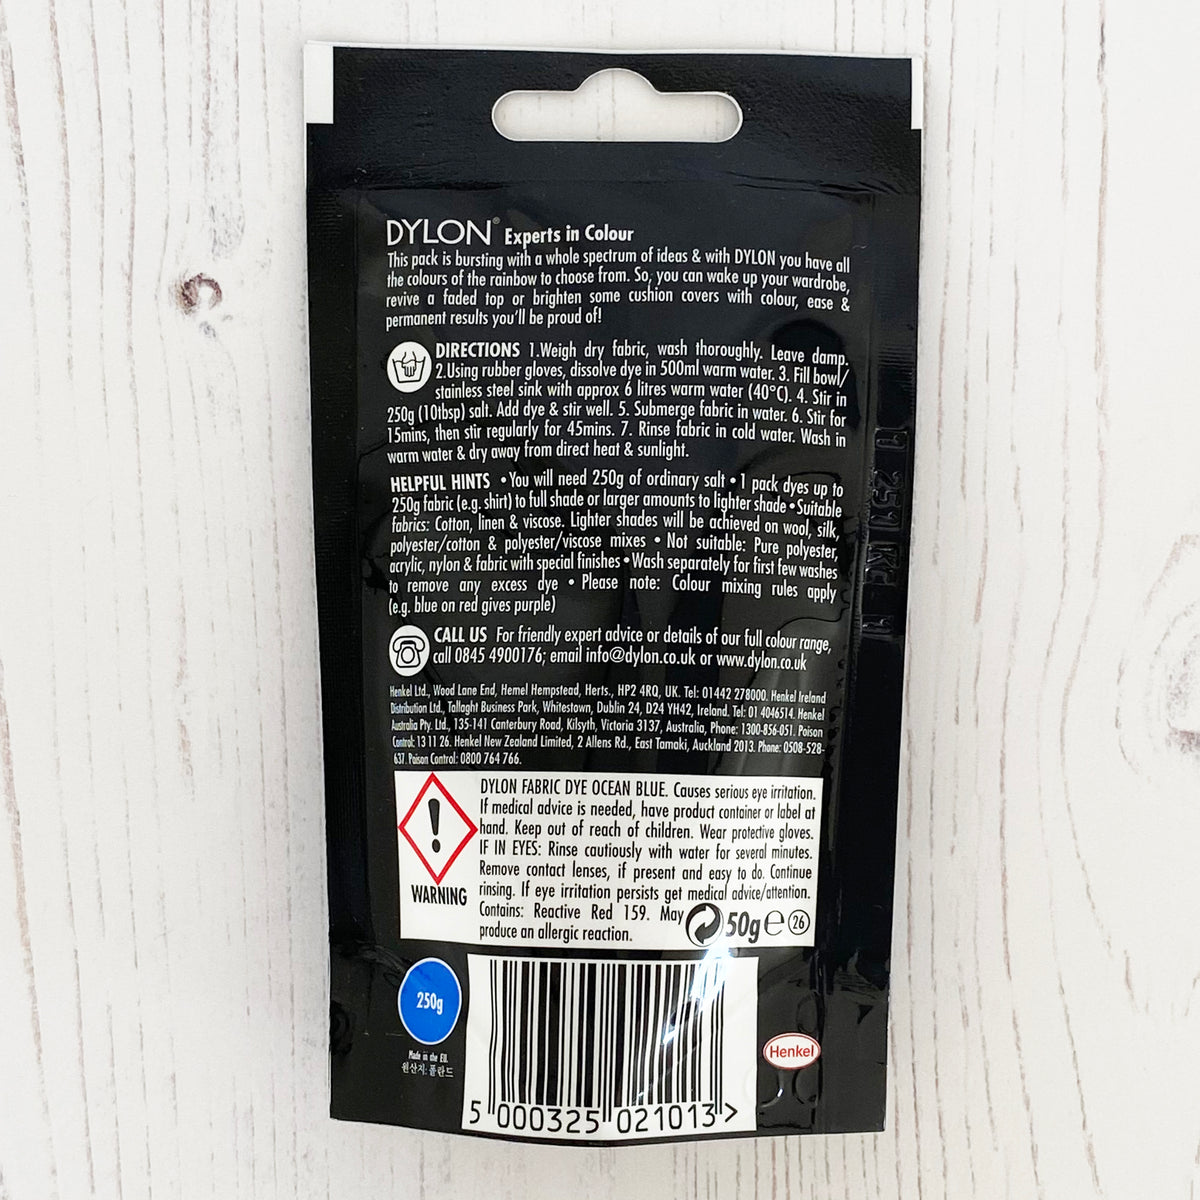 DYLON® Experts in Colour
This pack is bursting with a whole spectrum of ideas & with DYLON you have all
the colours of the rainbow to choose from. So, you can wake up your wardrobe,
revive a faded top or brighten some cushion covers with colour, ease &
permanent results you'll be proud of!
DIRECTIONS 1.Weigh dry fabric, wash thoroughly. Leave damp.
2.Using rubber gloves, dissolve dye in 500ml warm water. 3. Fill bowl/
stainless steel sink with approx 6 litres warm water (40°C). 4. Stir in
250g (10tbsp) salt. Add dye & stir well. 5. Submerge fabric in water. 6. Stir for
15mins, then stir regularly for 45mins. 7. Rinse fabric in cold water. Wash in
warm water & dry away from direct heat & sunlight.
HELPFUL HINTS •You will need 250g of ordinary salt •1 pack dyes up to
250g fabric (e.g. shirt) to full shade or larger amounts to lighter shade •Suitable
fabrics: Cotton, linen & viscose. Lighter shades will be achieved on wool, silk,
polyester/cotton & polyester/viscose mixes • Not suitable: Pure polyester,
acrylic, nylon & fabric with special finishes •Wash separately for first few washes
to remove any excess dye • Please note: Colour mixing rules apply
(e.g. blue on red gives purple)
CALL US For friendly expert advice or details of our full colour range,
call 0845 4900176; email info@dylon.co.uk or www.dylon.co.uk
Henkel Ltd., Wood Lane End, Hemel Hempstead, Herts., HP2 4RQ, UK. Tel: 01442 278000. Henkel Ireland
Distribution Ltd., Tallaght Business Park, Whitestown, Dublin 24, D24 YH42, Ireland. Tel: 01 4046514. Henkel
Australia Pty. Ltd., 135-141 Canterbury Road, Kilsyth, Victoria 3137, Australia, Phone: 1300-856-051. Poison
Control: 13 11 26. Henkel New Zealand Limited, 2 Allens Rd., East Tamaki, Auckland 2013. Phone: 0508-528-
637. Poison Control: 0800 764 766.
DYLON FABRIC DYE OCEAN BLUE. Causes serious eye irritation.
If medical advice is needed, have product container or label at
hand. Keep out of reach of children. Wear protective gloves.
IF IN EYES: Rinse cautiously with water for several minutes.
Remove contact lenses, if present and easy to do. Continue
rinsing. If eye irritation persists get medical advice/attention.
Contains: Reactive Red 159. May
produce an allergic reaction.
WARNING
50g ℮ 26
250g
Made in the EU.
원산지: 폴란드
5 000325 021013 >
Henkel